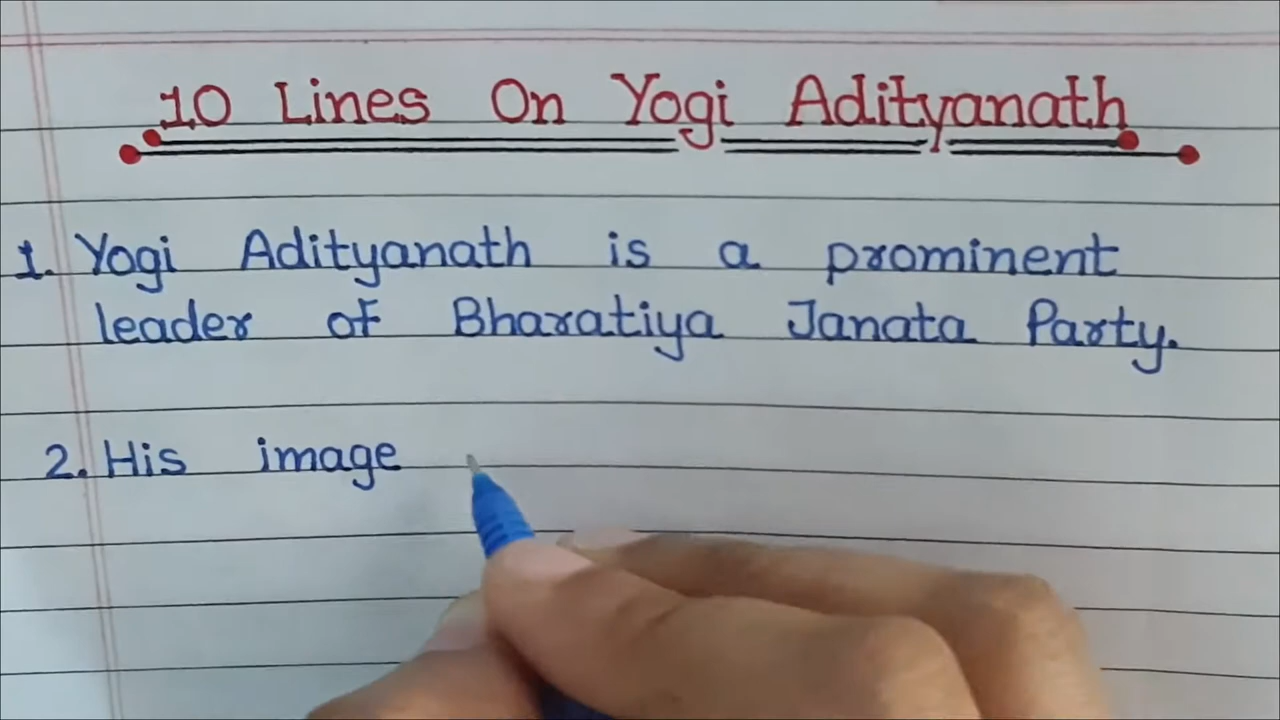 10 Lines On Yogi Adityanath
1. Yogi Adityanath is a prominent
leader of Bharatiya Janata Party.
2. His image